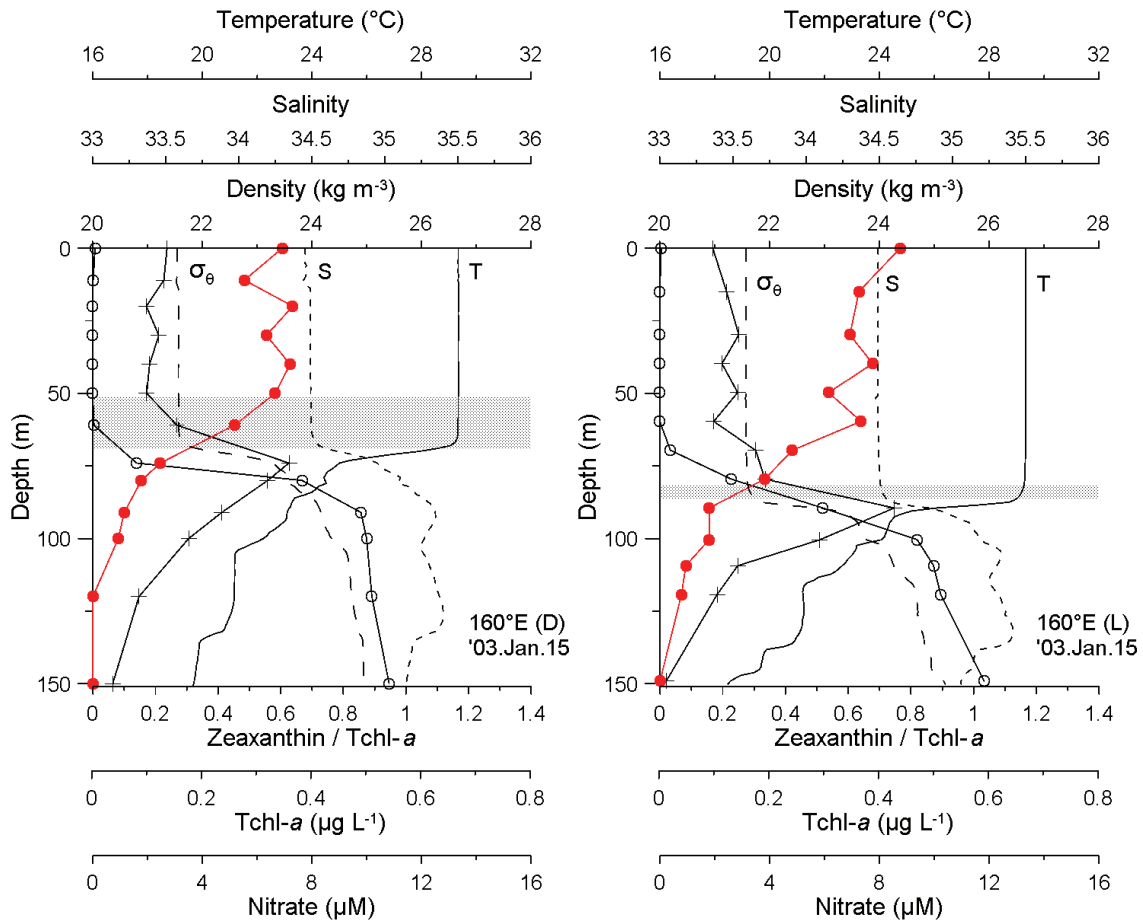 Temperature (°C)
16 20 24 28 32
Salinity
33 33.5 34 34.5 35 35.5 36
Density (kg m⁻³)
20 22 24 26 28
0
50
100
150
Depth (m)
σθ
S
T
160°E (D)
'03.Jan.15
0 0.2 0.4 0.6 0.8 1 1.2 1.4
Zeaxanthin / Tchl-a
0 0.2 0.4 0.6 0.8
Tchl-a (µg L⁻¹)
0 4 8 12 16
Nitrate (µM)
Temperature (°C)
16 20 24 28 32
Salinity
33 33.5 34 34.5 35 35.5 36
Density (kg m⁻³)
20 22 24 26 28
0
50
100
150
Depth (m)
σθ
S
T
160°E (L)
'03.Jan.15
0 0.2 0.4 0.6 0.8 1 1.2 1.4
Zeaxanthin / Tchl-a
0 0.2 0.4 0.6 0.8
Tchl-a (µg L⁻¹)
0 4 8 12 16
Nitrate (µM)